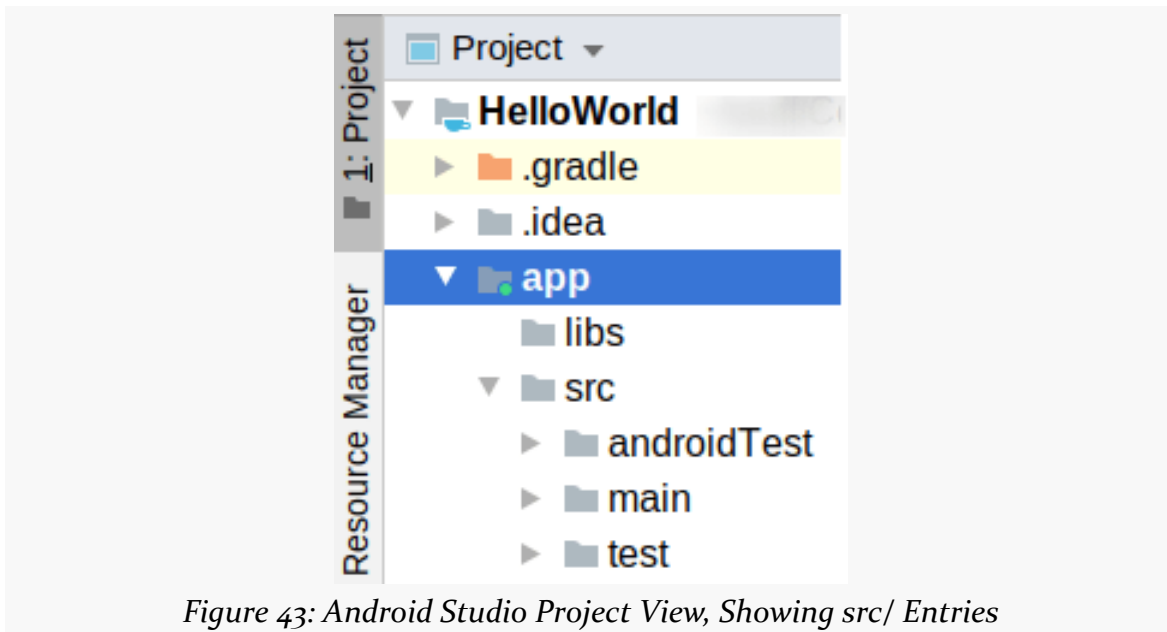 1: Project
Resource Manager
Project
HelloWorld
.gradle
.idea
app
libs
src
androidTest
main
test
Figure 43: Android Studio Project View, Showing src/ Entries